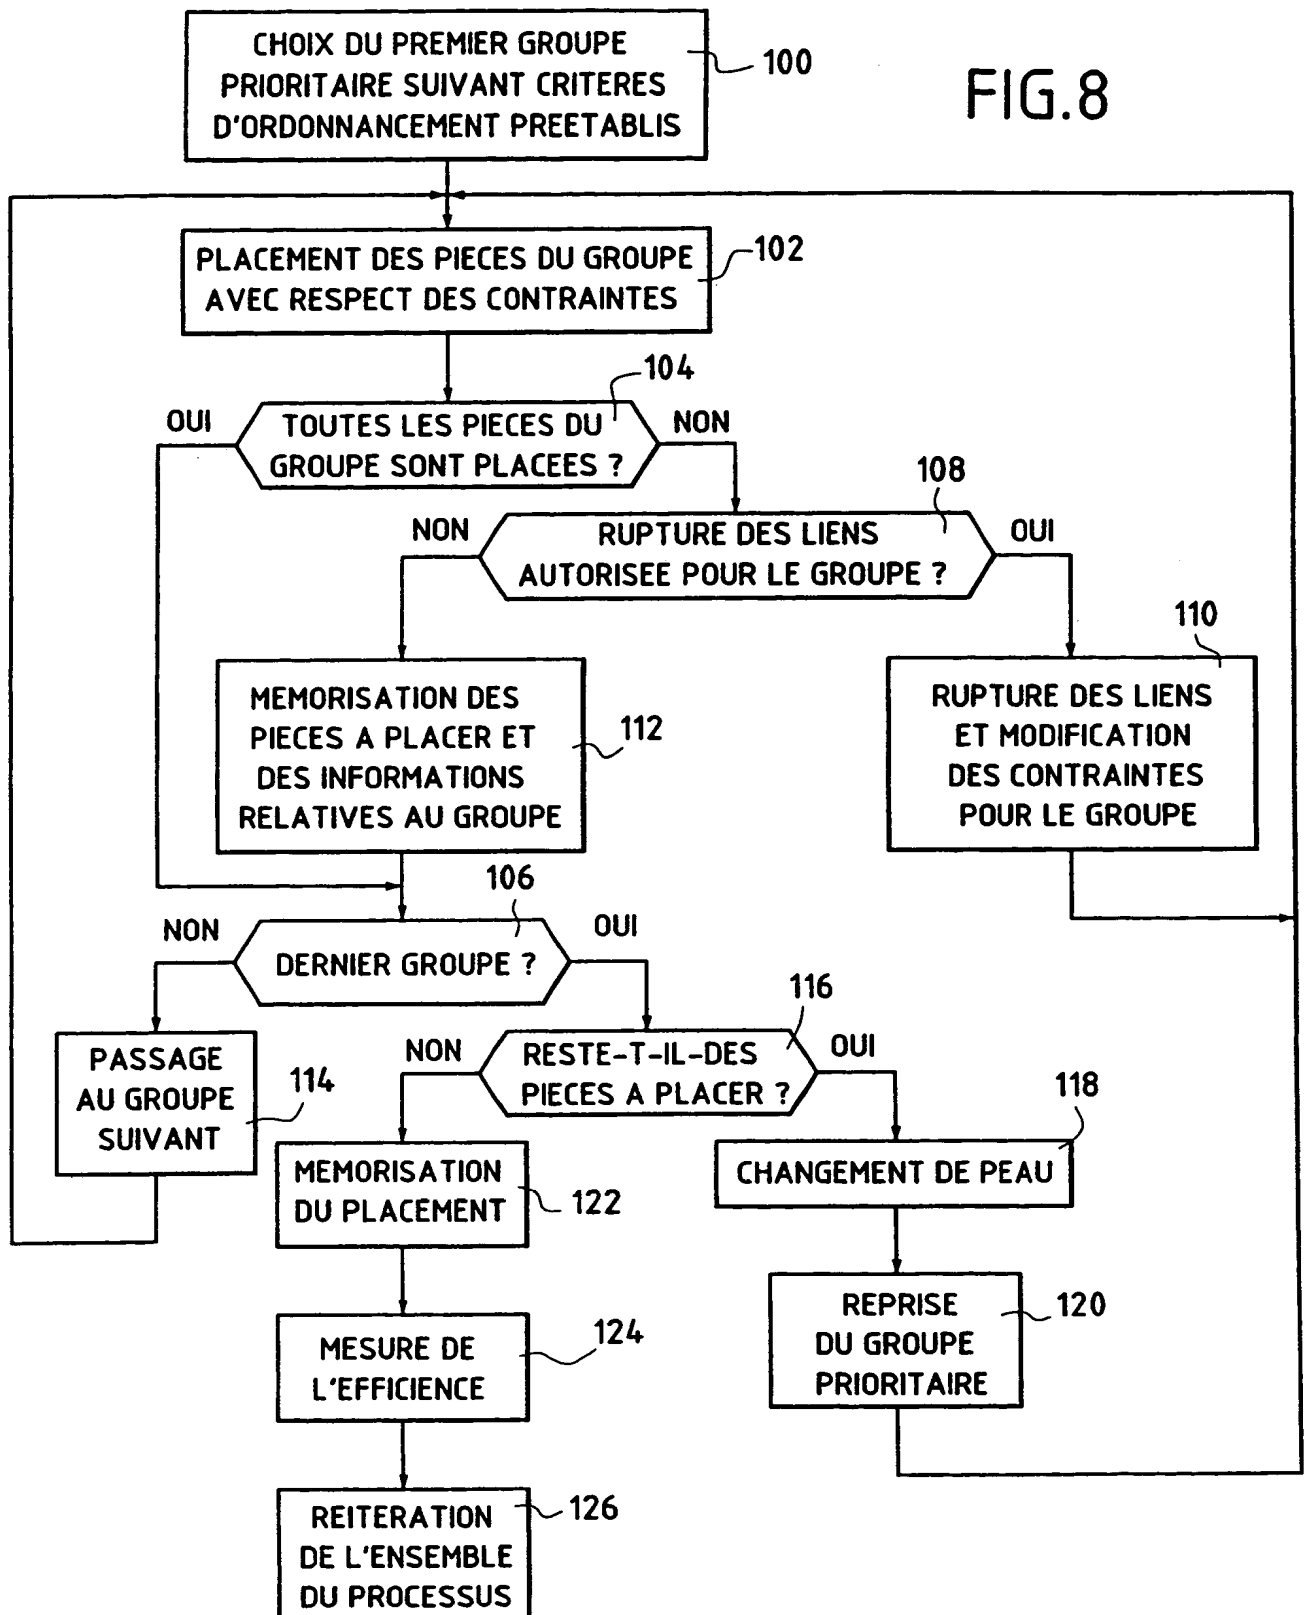 CHOIX DU PREMIER GROUPE
PRIORITAIRE SUIVANT CRITERES
D'ORDONNANCEMENT PREETABLIS
100
FIG.8
PLACEMENT DES PIECES DU GROUPE
AVEC RESPECT DES CONTRAINTES
102
104
OUI
TOUTES LES PIECES DU
GROUPE SONT PLACEES ?
NON
108
NON
RUPTURE DES LIENS
AUTORISEE POUR LE GROUPE ?
OUI
110
MEMORISATION DES
PIECES A PLACER ET
DES INFORMATIONS
RELATIVES AU GROUPE
112
RUPTURE DES LIENS
ET MODIFICATION
DES CONTRAINTES
POUR LE GROUPE
106
NON
DERNIER GROUPE ?
OUI
116
NON
RESTE-T-IL-DES
PIECES A PLACER ?
OUI
PASSAGE
AU GROUPE
SUIVANT
114
118
CHANGEMENT DE PEAU
MEMORISATION
DU PLACEMENT
122
REPRISE
DU GROUPE
PRIORITAIRE
120
MESURE DE
L'EFFICIENCE
124
REITERATION
DE L'ENSEMBLE
DU PROCESSUS
126